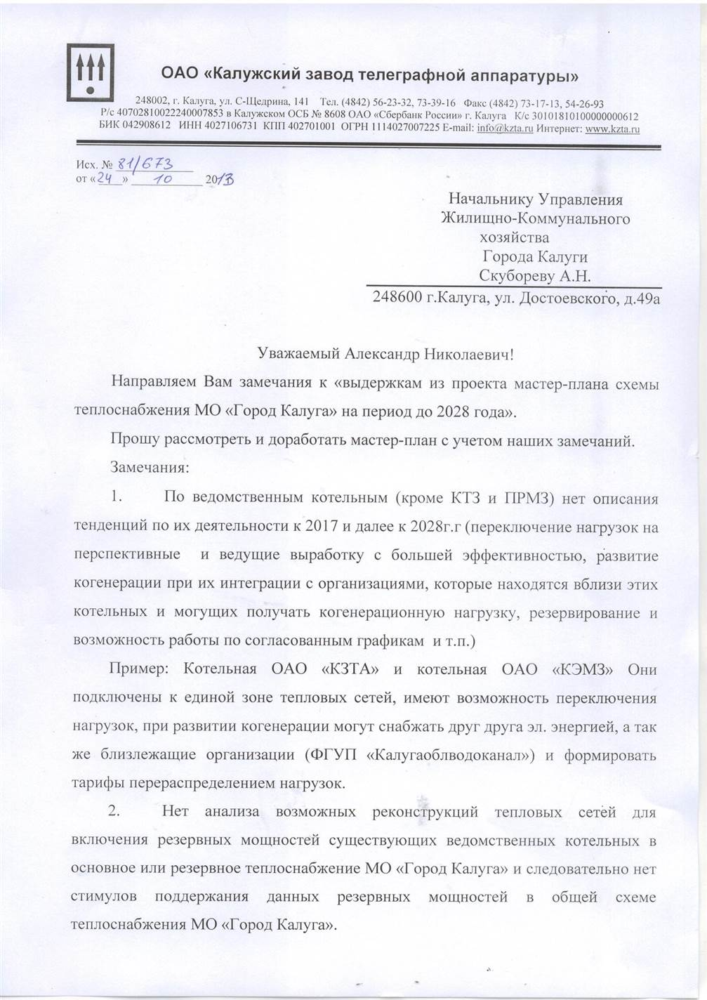 ОАО «Калужский завод телеграфной аппаратуры»
248002, г. Калуга, ул. С-Щедрина, 141 Тел. (4842) 56-23-32, 73-39-16 Факс (4842) 73-17-13, 54-26-93
Р/с 40702810022240007853 в Калужском ОСБ № 8608 ОАО «Сбербанк России» г. Калуга К/с 30101810100000000612
БИК 042908612 ИНН 4027106731 КПП 402701001 ОГРН 1114027007225 E-mail: info@kzta.ru Интернет: www.kzta.ru
Исх. № 81/673
от «24» 10 2013
Начальнику Управления
Жилищно-Коммунального
хозяйства
Города Калуги
Скубореву А.Н.
248600 г.Калуга, ул. Достоевского, д.49а
Уважаемый Александр Николаевич!
Направляем Вам замечания к «выдержкам из проекта мастер-плана схемы
теплоснабжения МО «Город Калуга» на период до 2028 года».
Прошу рассмотреть и доработать мастер-план с учетом наших замечаний.
Замечания:
1. По ведомственным котельным (кроме КТЗ и ПРМЗ) нет описания
тенденций по их деятельности к 2017 и далее к 2028г.г (переключение нагрузок на
перспективные и ведущие выработку с большей эффективностью, развитие
когенерации при их интеграции с организациями, которые находятся вблизи этих
котельных и могущих получать когенерационную нагрузку, резервирование и
возможность работы по согласованным графикам и т.п.)
Пример: Котельная ОАО «КЗТА» и котельная ОАО «КЭМЗ» Они
подключены к единой зоне тепловых сетей, имеют возможность переключения
нагрузок, при развитии когенерации могут снабжать друг друга эл. энергией, а так
же близлежащие организации (ФГУП «Калугаоблводоканал») и формировать
тарифы перераспределением нагрузок.
2. Нет анализа возможных реконструкций тепловых сетей для
включения резервных мощностей существующих ведомственных котельных в
основное или резервное теплоснабжение МО «Город Калуга» и следовательно нет
стимулов поддержания данных резервных мощностей в общей схеме
теплоснабжения МО «Город Калуга».